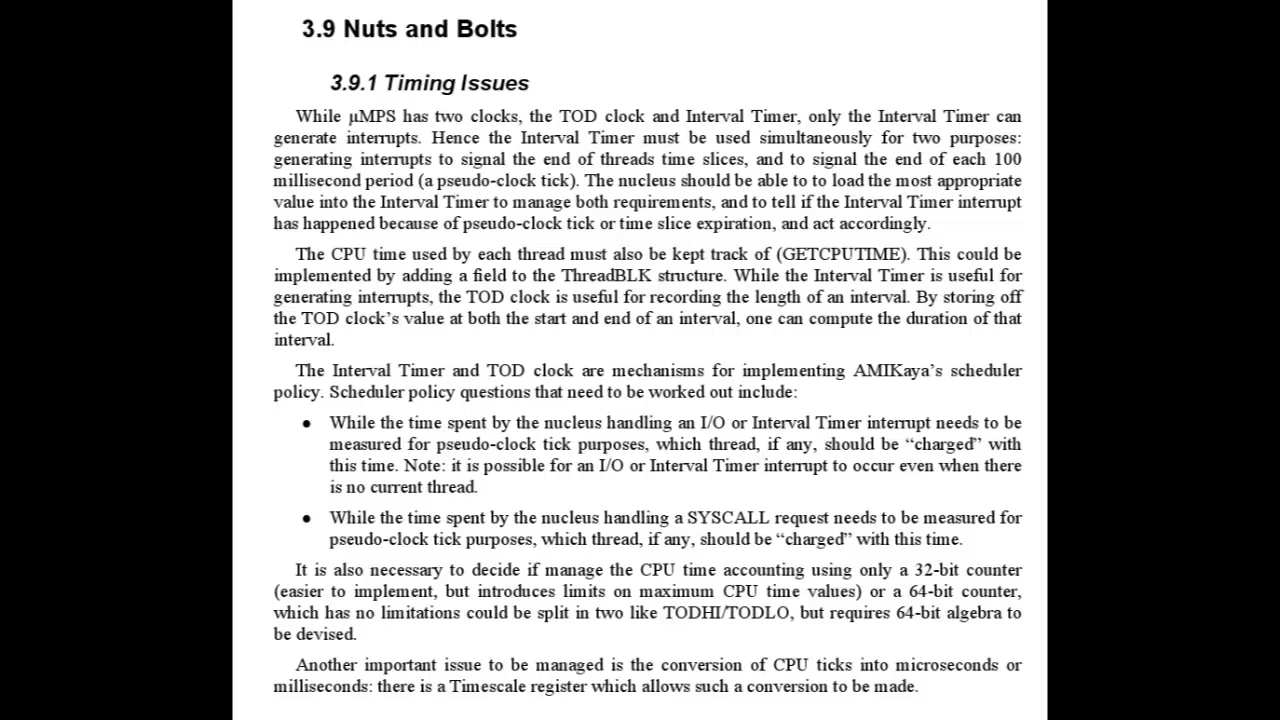 3.9 Nuts and Bolts
3.9.1 Timing Issues
While µMPS has two clocks, the TOD clock and Interval Timer, only the Interval Timer can
generate interrupts. Hence the Interval Timer must be used simultaneously for two purposes:
generating interrupts to signal the end of threads time slices, and to signal the end of each 100
millisecond period (a pseudo-clock tick). The nucleus should be able to to load the most appropriate
value into the Interval Timer to manage both requirements, and to tell if the Interval Timer interrupt
has happened because of pseudo-clock tick or time slice expiration, and act accordingly.
The CPU time used by each thread must also be kept track of (GETCPUTIME). This could be
implemented by adding a field to the ThreadBLK structure. While the Interval Timer is useful for
generating interrupts, the TOD clock is useful for recording the length of an interval. By storing off
the TOD clock's value at both the start and end of an interval, one can compute the duration of that
interval.
The Interval Timer and TOD clock are mechanisms for implementing AMIKaya's scheduler
policy. Scheduler policy questions that need to be worked out include:
● While the time spent by the nucleus handling an I/O or Interval Timer interrupt needs to be
measured for pseudo-clock tick purposes, which thread, if any, should be “charged” with
this time. Note: it is possible for an I/O or Interval Timer interrupt to occur even when there
is no current thread.
● While the time spent by the nucleus handling a SYSCALL request needs to be measured for
pseudo-clock tick purposes, which thread, if any, should be “charged” with this time.
It is also necessary to decide if manage the CPU time accounting using only a 32-bit counter
(easier to implement, but introduces limits on maximum CPU time values) or a 64-bit counter,
which has no limitations could be split in two like TODHI/TODLO, but requires 64-bit algebra to
be devised.
Another important issue to be managed is the conversion of CPU ticks into microseconds or
milliseconds: there is a Timescale register which allows such a conversion to be made.